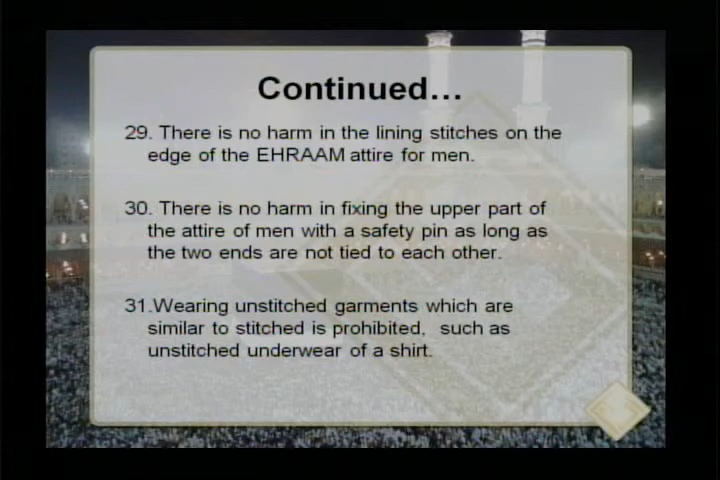 Continued...
29. There is no harm in the lining stitches on the
edge of the EHRAAM attire for men.
30. There is no harm in fixing the upper part of
the attire of men with a safety pin as long as
the two ends are not tied to each other.
31.Wearing unstitched garments which are
similar to stitched is prohibited, such as
unstitched underwear of a shirt.